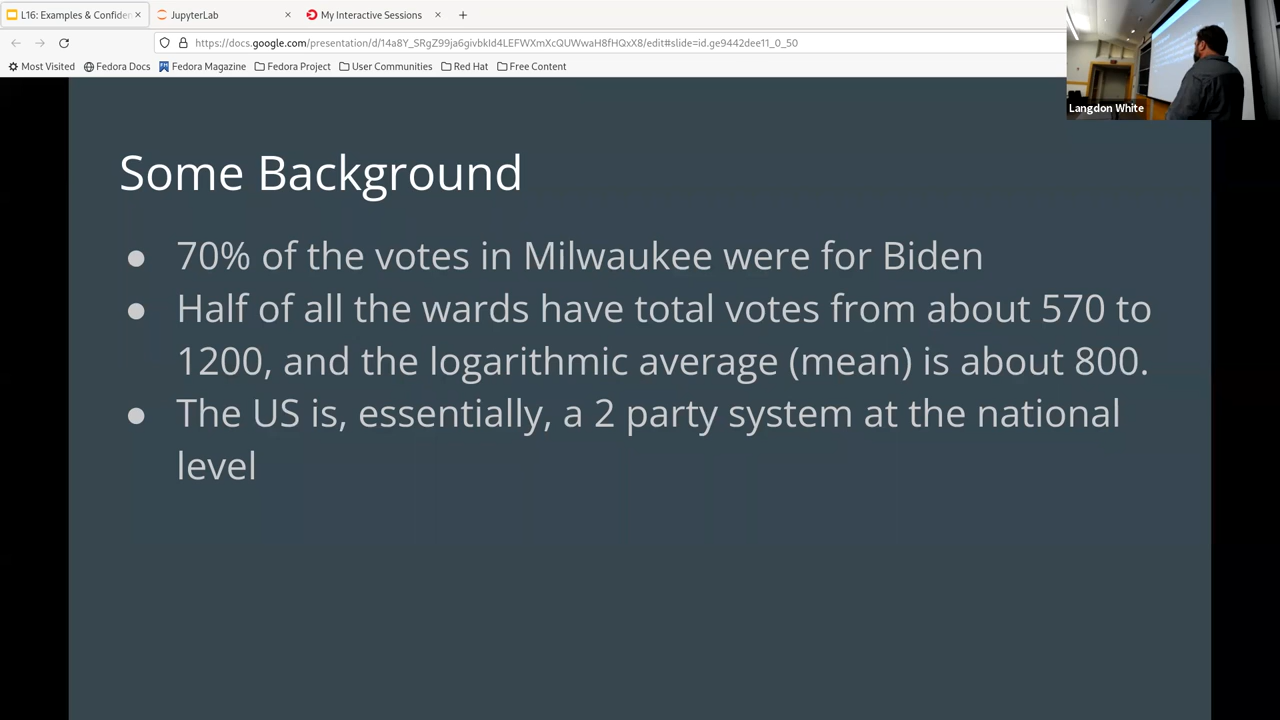 L16: Examples & Confiden
JupyterLab
My Interactive Sessions
https://docs.google.com/presentation/d/14a8Y_SRgZ99ja6givbkId4LEFWXmXcQUWwaH8fHQxX8/edit#slide=id.ge9442dee11_0_50
Most Visited Fedora Docs Fedora Magazine Fedora Project User Communities Red Hat Free Content
Langdon White
Some Background
● 70% of the votes in Milwaukee were for Biden
● Half of all the wards have total votes from about 570 to
1200, and the logarithmic average (mean) is about 800.
● The US is, essentially, a 2 party system at the national
level